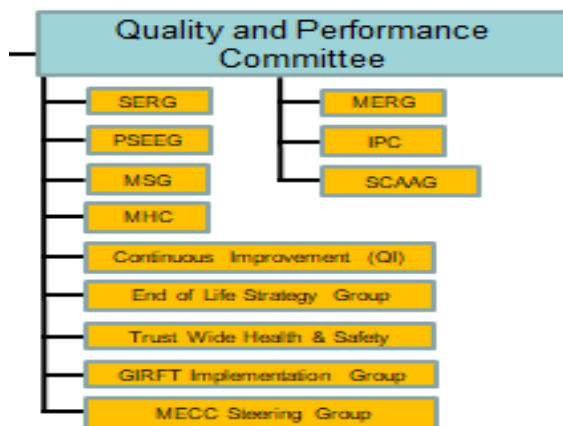 Quality and Performance
Committee
SERG
MERG
PSEEG
IPC
MSG
SCAAG
MHC
Continuous Improvement (QI)
End of Life Strategy Group
Trust Wide Health & Safety
GIRFT Implementation Group
MECC Steering Group